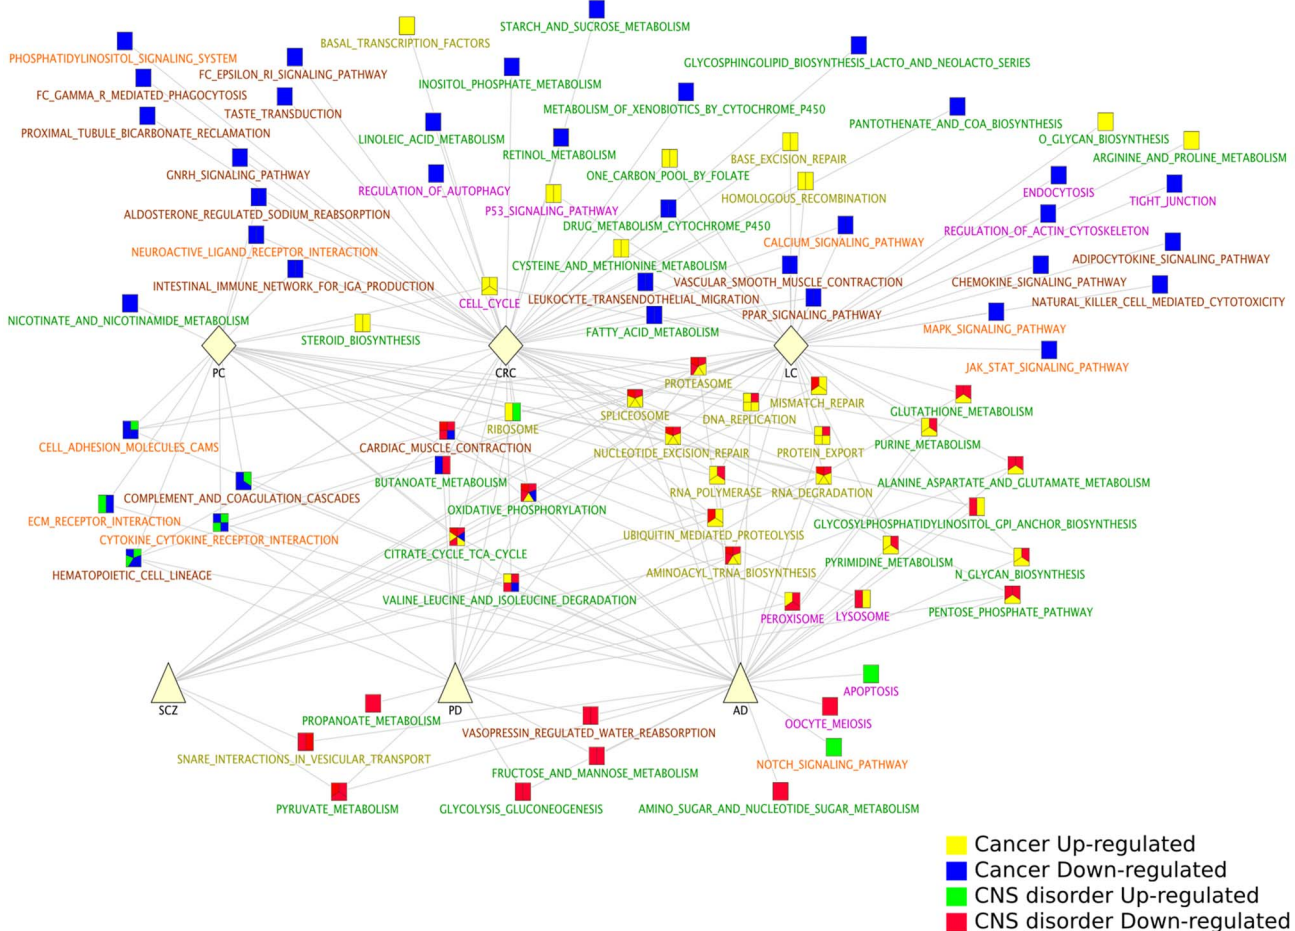 STARCH_AND_SUCROSE_METABOLISM
BASAL_TRANSCRIPTION_FACTORS
PHOSPHATIDYLINOSITOL_SIGNALING_SYSTEM
GLYCOSPHINGOLIPID_BIOSYNTHESIS_LACTO_AND_NEOLACTO_SERIES
FC_EPSILON_RI_SIGNALING_PATHWAY
INOSITOL_PHOSPHATE_METABOLISM
FC_GAMMA_R_MEDIATED_PHAGOCYTOSIS
METABOLISM_OF_XENOBIOTICS_BY_CYTOCHROME_P450
TASTE_TRANSDUCTION
PANTOTHENATE_AND_COA_BIOSYNTHESIS
PROXIMAL_TUBULE_BICARBONATE_RECLAMATION
LINOLEIC_ACID_METABOLISM
O_GLYCAN_BIOSYNTHESIS
RETINOL_METABOLISM
BASE_EXCISION_REPAIR
ARGININE_AND_PROLINE_METABOLISM
GNRH_SIGNALING_PATHWAY
ONE_CARBON_POOL_BY_FOLATE
REGULATION_OF_AUTOPHAGY
HOMOLOGOUS_RECOMBINATION
ENDOCYTOSIS
TIGHT_JUNCTION
ALDOSTERONE_REGULATED_SODIUM_REABSORPTION
P53_SIGNALING_PATHWAY
DRUG_METABOLISM_CYTOCHROME_P450
REGULATION_OF_ACTIN_CYTOSKELETON
NEUROACTIVE_LIGAND_RECEPTOR_INTERACTION
CALCIUM_SIGNALING_PATHWAY
CYSTEINE_AND_METHIONINE_METABOLISM
ADIPOCYTOKINE_SIGNALING_PATHWAY
INTESTINAL_IMMUNE_NETWORK_FOR_IGA_PRODUCTION
VASCULAR_SMOOTH_MUSCLE_CONTRACTION
CHEMOKINE_SIGNALING_PATHWAY
CELL_CYCLE
LEUKOCYTE_TRANSENDOTHELIAL_MIGRATION
NATURAL_KILLER_CELL_MEDIATED_CYTOTOXICITY
NICOTINATE_AND_NICOTINAMIDE_METABOLISM
PPAR_SIGNALING_PATHWAY
STEROID_BIOSYNTHESIS
FATTY_ACID_METABOLISM
MAPK_SIGNALING_PATHWAY
PC
CRC
LC
JAK_STAT_SIGNALING_PATHWAY
PROTEASOME
MISMATCH_REPAIR
SPLICEOSOME
DNA_REPLICATION
GLUTATHIONE_METABOLISM
RIBOSOME
CELL_ADHESION_MOLECULES_CAMS
CARDIAC_MUSCLE_CONTRACTION
NUCLEOTIDE_EXCISION_REPAIR
PROTEIN_EXPORT
PURINE_METABOLISM
BUTANOATE_METABOLISM
ALANINE_ASPARTATE_AND_GLUTAMATE_METABOLISM
COMPLEMENT_AND_COAGULATION_CASCADES
RNA_POLYMERASE
RNA_DEGRADATION
OXIDATIVE_PHOSPHORYLATION
ECM_RECEPTOR_INTERACTION
GLYCOSYLPHOSPHATIDYLINOSITOL_GPI_ANCHOR_BIOSYNTHESIS
CYTOKINE_CYTOKINE_RECEPTOR_INTERACTION
UBIQUITIN_MEDIATED_PROTEOLYSIS
CITRATE_CYCLE_TCA_CYCLE
PYRIMIDINE_METABOLISM
HEMATOPOIETIC_CELL_LINEAGE
AMINOACYL_TRNA_BIOSYNTHESIS
N_GLYCAN_BIOSYNTHESIS
VALINE_LEUCINE_AND_ISOLEUCINE_DEGRADATION
PEROXISOME
LYSOSOME
PENTOSE_PHOSPHATE_PATHWAY
SCZ
PD
AD
APOPTOSIS
PROPANOATE_METABOLISM
OOCYTE_MEIOSIS
VASOPRESSIN_REGULATED_WATER_REABSORPTION
SNARE_INTERACTIONS_IN_VESICULAR_TRANSPORT
NOTCH_SIGNALING_PATHWAY
FRUCTOSE_AND_MANNOSE_METABOLISM
PYRUVATE_METABOLISM
GLYCOLYSIS_GLUCONEOGENESIS
AMINO_SUGAR_AND_NUCLEOTIDE_SUGAR_METABOLISM
Cancer Up-regulated
Cancer Down-regulated
CNS disorder Up-regulated
CNS disorder Down-regulated